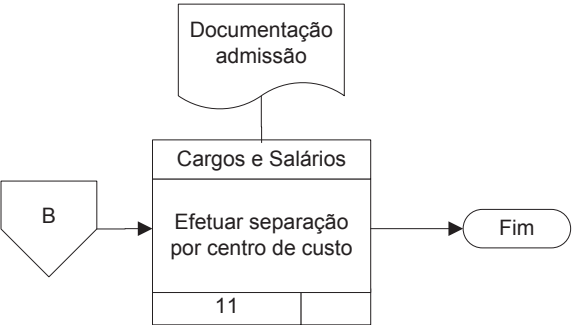 Documentação
admissão
Cargos e Salários
B
Efetuar separação
por centro de custo
Fim
11